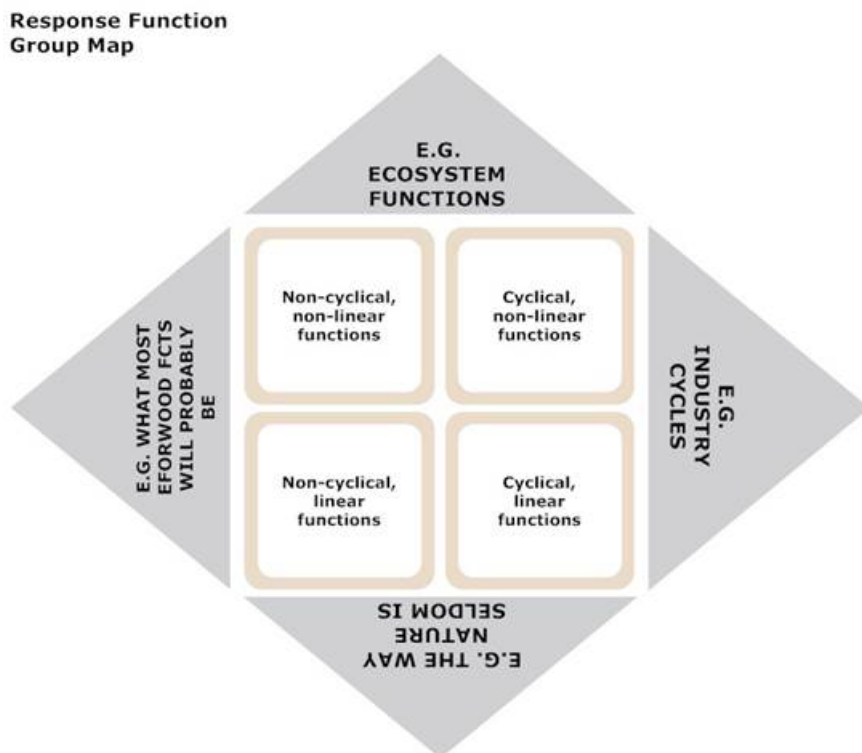 Response Function
Group Map
E.G.
ECOSYSTEM
FUNCTIONS
E.G. WHAT MOST
EFORWOOD FCTS
WILL PROBABLY
BE
Non-cyclical,
non-linear
functions
Cyclical,
non-linear
functions
E.G.
INDUSTRY
CYCLES
Non-cyclical,
linear
functions
Cyclical,
linear
functions
E.G. THE WAY
NATURE
SELDOM IS